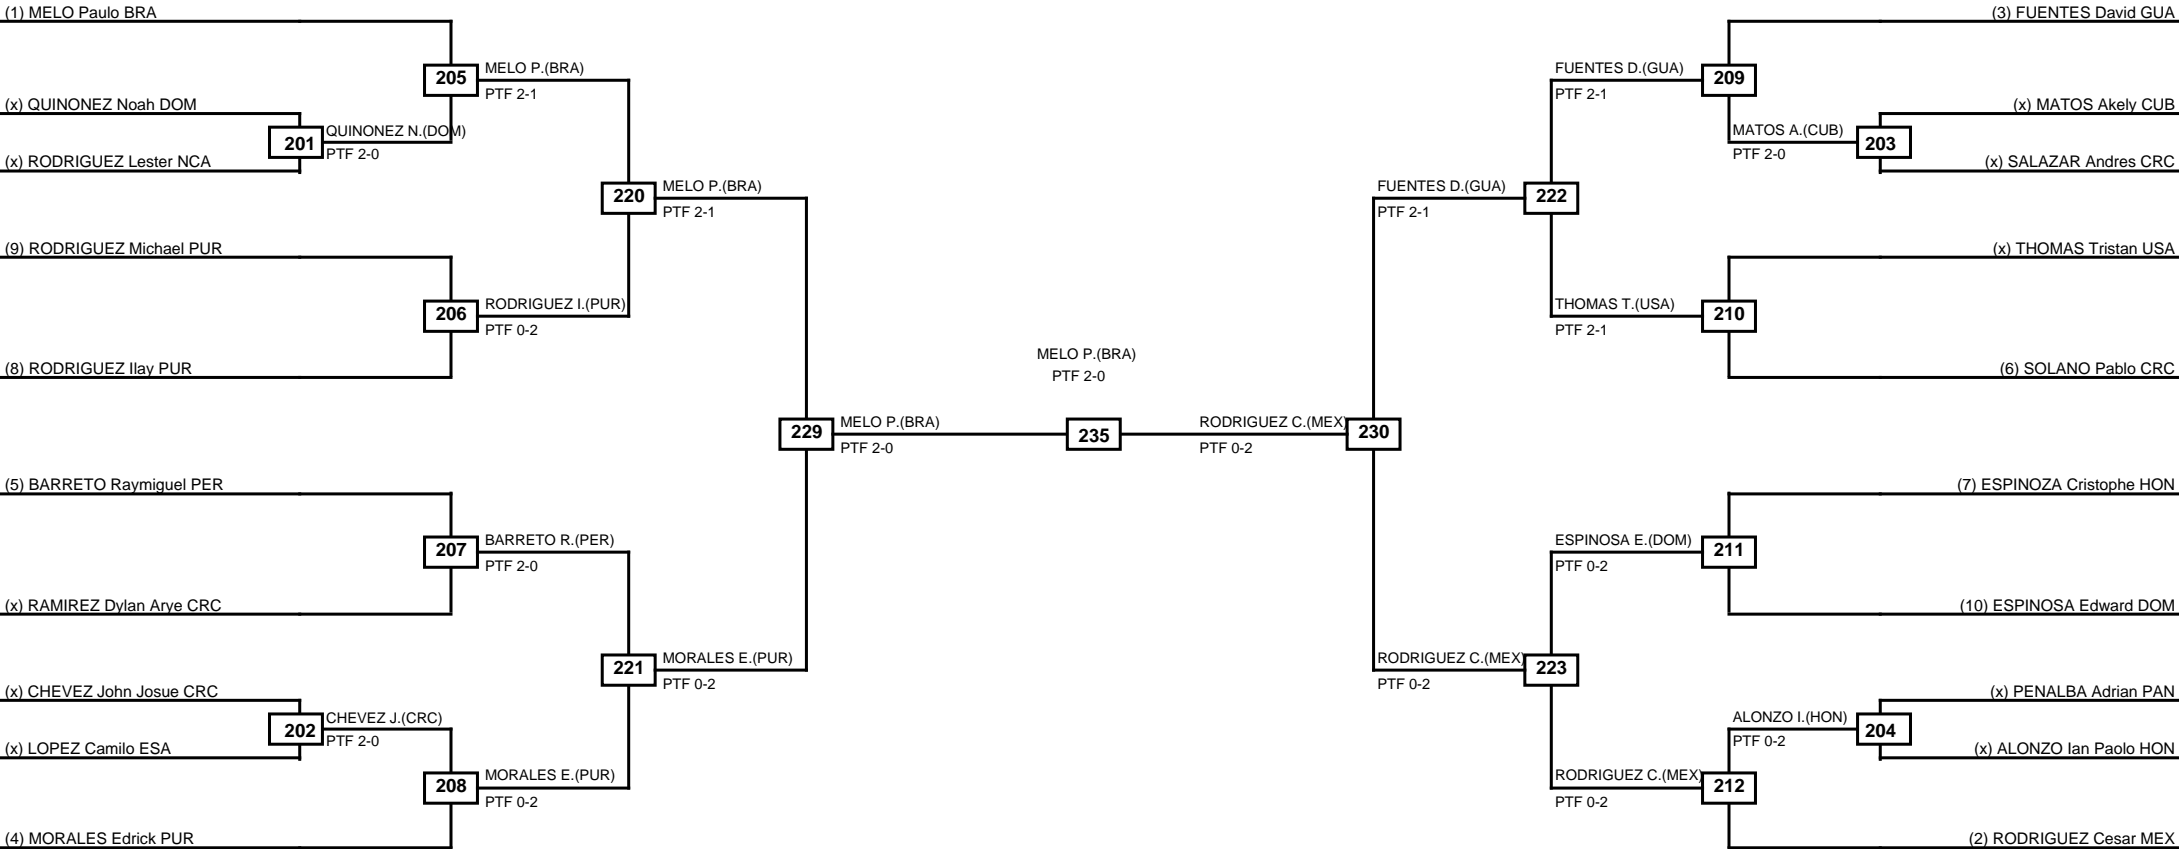 (1) MELO Paulo BRA
(3) FUENTES David GUA
205
MELO P.(BRA)
PTF 2-1
FUENTES D.(GUA)
PTF 2-1
209
(x) QUINONEZ Noah DOM
(x) MATOS Akely CUB
201
QUINONEZ N.(DOM)
PTF 2-0
MATOS A.(CUB)
PTF 2-0
203
(x) RODRIGUEZ Lester NCA
(x) SALAZAR Andres CRC
220
MELO P.(BRA)
PTF 2-1
FUENTES D.(GUA)
PTF 2-1
222
(9) RODRIGUEZ Michael PUR
(x) THOMAS Tristan USA
206
RODRIGUEZ I.(PUR)
PTF 0-2
THOMAS T.(USA)
PTF 2-1
210
(8) RODRIGUEZ Ilay PUR
(6) SOLANO Pablo CRC
MELO P.(BRA)
PTF 2-0
229
MELO P.(BRA)
PTF 2-0
235
RODRIGUEZ C.(MEX)
PTF 0-2
230
(5) BARRETO Raymiguel PER
(7) ESPINOZA Cristophe HON
207
BARRETO R.(PER)
PTF 2-0
ESPINOSA E.(DOM)
PTF 0-2
211
(x) RAMIREZ Dylan Arye CRC
(10) ESPINOSA Edward DOM
221
MORALES E.(PUR)
PTF 0-2
RODRIGUEZ C.(MEX)
PTF 0-2
223
(x) CHEVEZ John Josue CRC
(x) PENALBA Adrian PAN
202
CHEVEZ J.(CRC)
PTF 2-0
ALONZO I.(HON)
PTF 0-2
204
(x) LOPEZ Camilo ESA
(x) ALONZO Ian Paolo HON
208
MORALES E.(PUR)
PTF 0-2
RODRIGUEZ C.(MEX)
PTF 0-2
212
(4) MORALES Edrick PUR
(2) RODRIGUEZ Cesar MEX